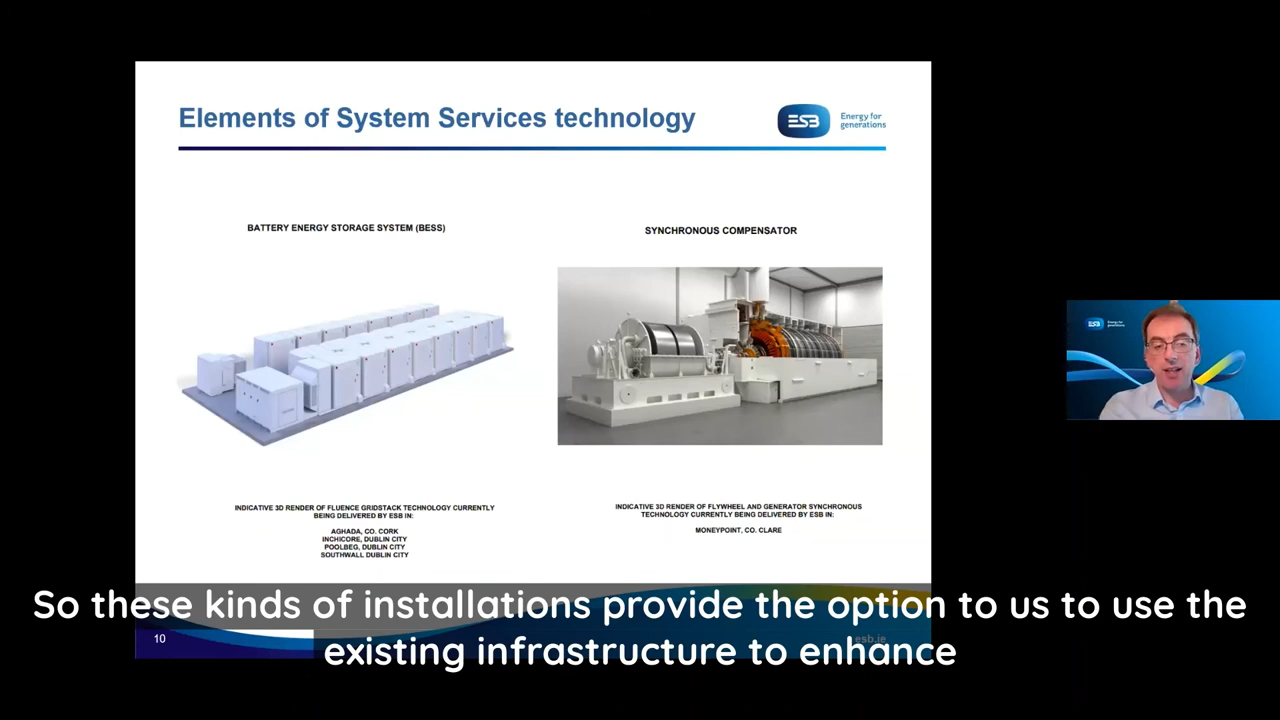 Elements of System Services technology
ESB
Energy for
generations
BATTERY ENERGY STORAGE SYSTEM (BESS)
SYNCHRONOUS COMPENSATOR
INDICATIVE 3D RENDER OF FLUENCE GRIDSTACK TECHNOLOGY CURRENTLY
BEING DELIVERED BY ESB IN:
AGHADA, CO. CORK
INCHICORE, DUBLIN CITY
POOLBEG, DUBLIN CITY
SOUTHWALL DUBLIN CITY
INDICATIVE 3D RENDER OF FLYWHEEL AND GENERATOR SYNCHRONOUS
TECHNOLOGY CURRENTLY BEING DELIVERED BY ESB IN:
MONEYPOINT, CO. CLARE
ESB
Energy for
generations
So these kinds of installations provide the option to us to use the
existing infrastructure to enhance
10
esb.ie